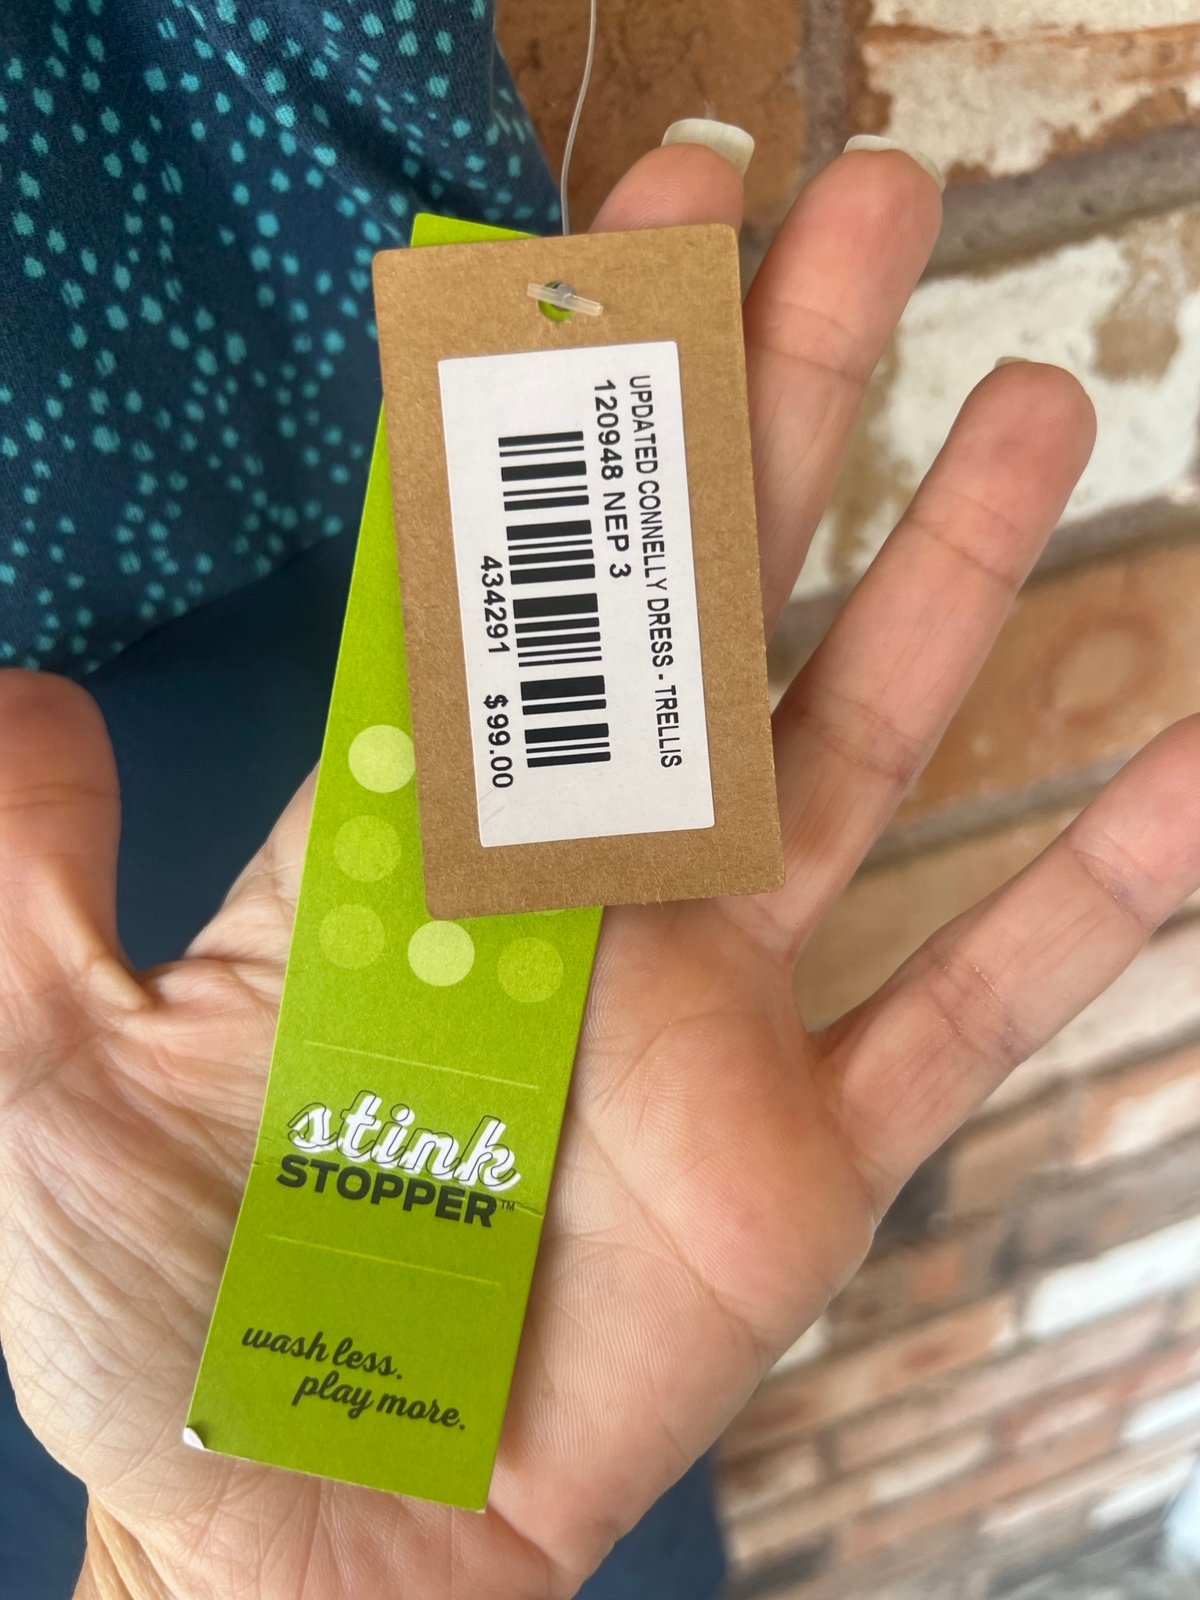 UPDATED CONNELLY DRESS - TRELLIS
120948 NEP 3
434291 $99.00
stink
STOPPER™
wash less.
play more.